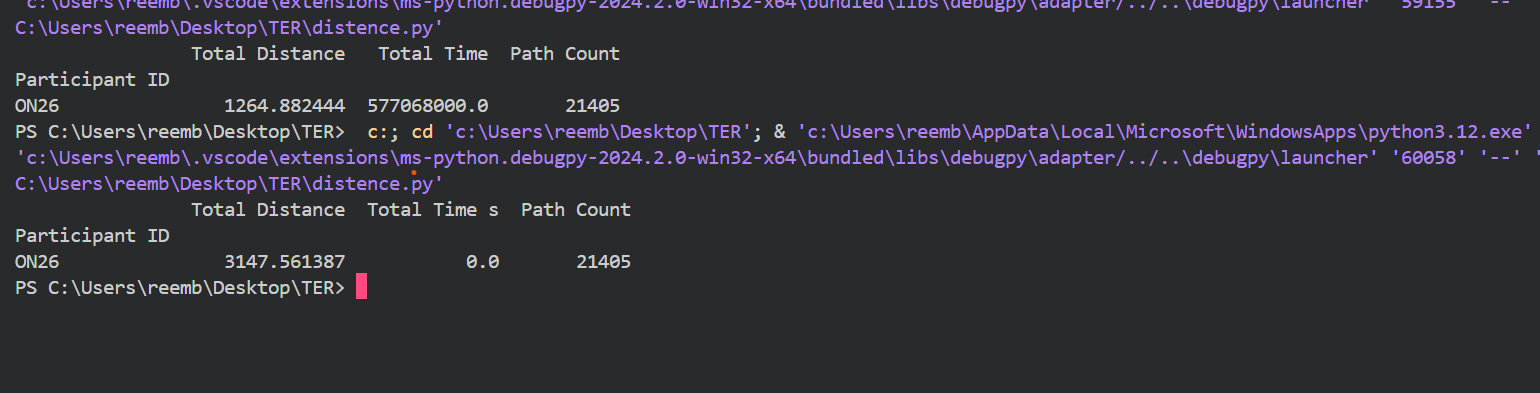 'c:\Users\reemb\.vscode\extensions\ms-python.debugpy-2024.2.0-win32-x64\bundled\libs\debugpy\adapter/../..\debugpy\launcher' '59155' '--' 
C:\Users\reemb\Desktop\TER\distence.py'
Total Distance Total Time Path Count
Participant ID
ON26 1264.882444 577068000.0 21405
PS C:\Users\reemb\Desktop\TER> c:; cd 'c:\Users\reemb\Desktop\TER'; & 'c:\Users\reemb\AppData\Local\Microsoft\WindowsApps\python3.12.exe'
'c:\Users\reemb\.vscode\extensions\ms-python.debugpy-2024.2.0-win32-x64\bundled\libs\debugpy\adapter/../..\debugpy\launcher' '60058' '--' '
C:\Users\reemb\Desktop\TER\distence.py'
Total Distance Total Time s Path Count
Participant ID
ON26 3147.561387 0.0 21405
PS C:\Users\reemb\Desktop\TER>